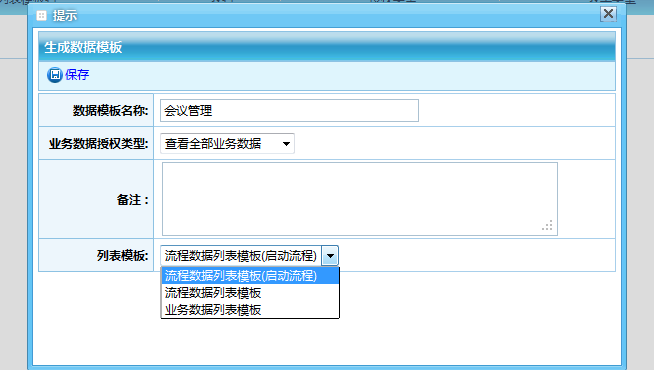 提示
生成数据模板
保存
数据模板名称: 会议管理
业务数据授权类型: 查看全部业务数据
备注：
列表模板: 流程数据列表模板(启动流程)
流程数据列表模板(启动流程)
流程数据列表模板
业务数据列表模板